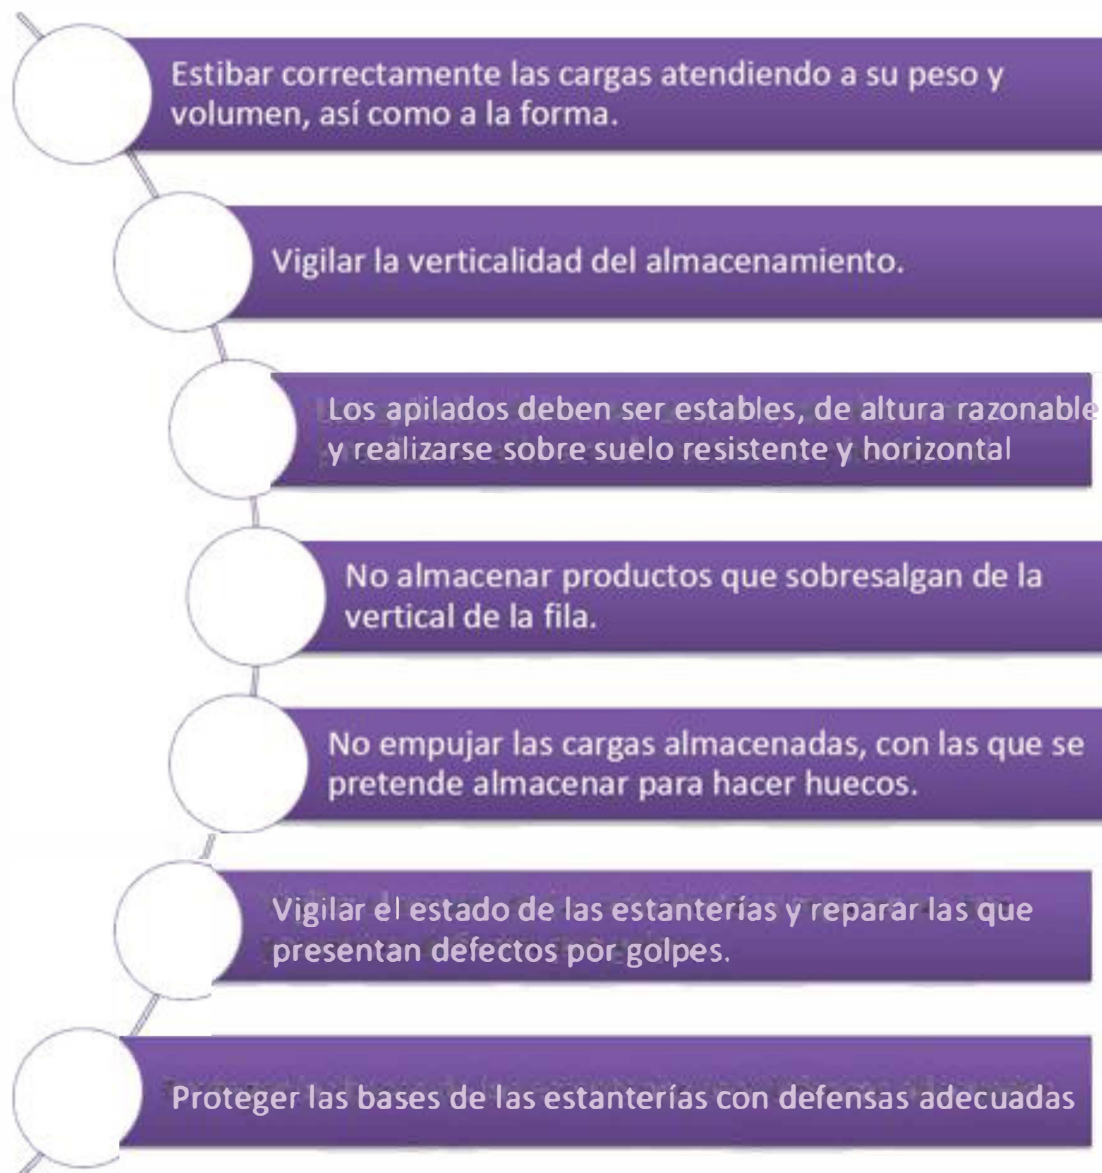 Estibar correctamente las cargas atendiendo a su peso y
volumen, así como a la forma.
Vigilar la verticalidad del almacenamiento.
Los apilados deben ser estables, de altura razonable
y realizarse sobre suelo resistente y horizontal
No almacenar productos que sobresalgan de la
vertical de la fila.
No empujar las cargas almacenadas, con las que se
pretende almacenar para hacer huecos.
Vigilar el estado de las estanterías y reparar las que
presentan defectos por golpes.
Proteger las bases de las estanterías con defensas adecuadas